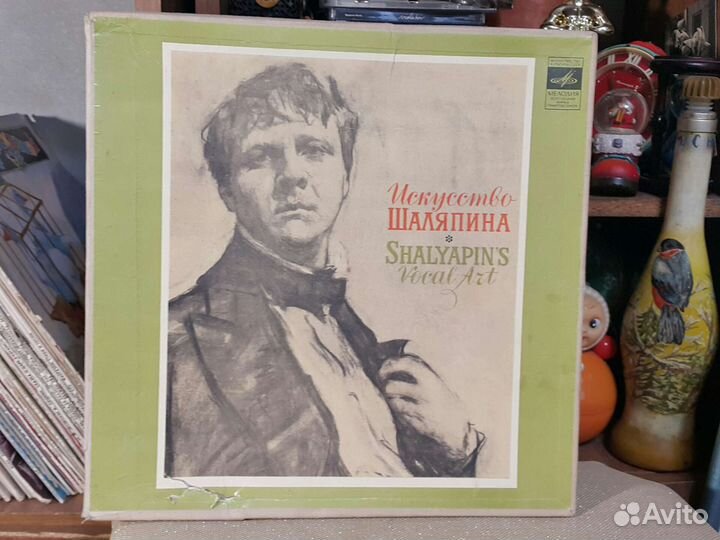 МЕЛОДИЯ
Искусство
ШАЛЯПИНА
SHALYAPIN'S
Vocal Art
Avito